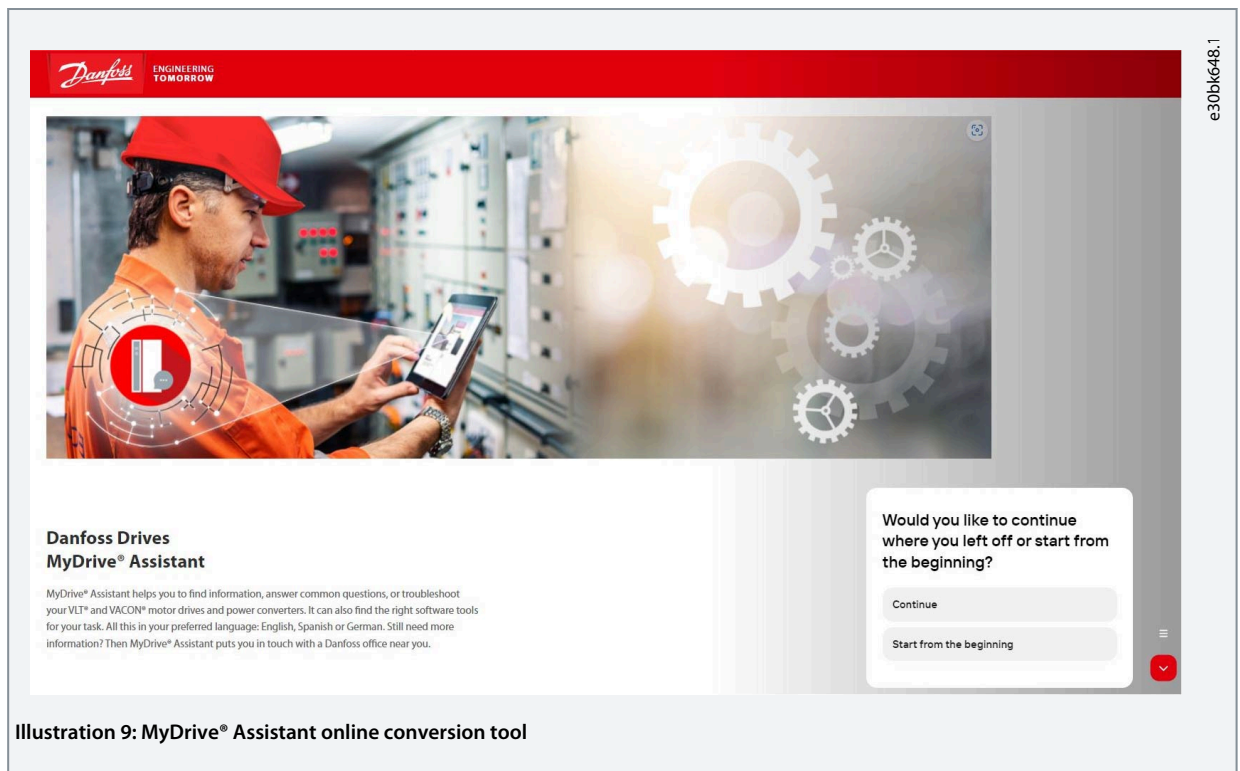 Danfoss
ENGINEERING
TOMORROW
e30bk648.1
Danfoss Drives
MyDrive® Assistant
MyDrive® Assistant helps you to find information, answer common questions, or troubleshoot
your VLT® and VACON® motor drives and power converters. It can also find the right software tools
for your task. All this in your preferred language: English, Spanish or German. Still need more
information? Then MyDrive® Assistant puts you in touch with a Danfoss office near you.
Would you like to continue
where you left off or start from
the beginning?
Continue
Start from the beginning
Illustration 9: MyDrive® Assistant online conversion tool